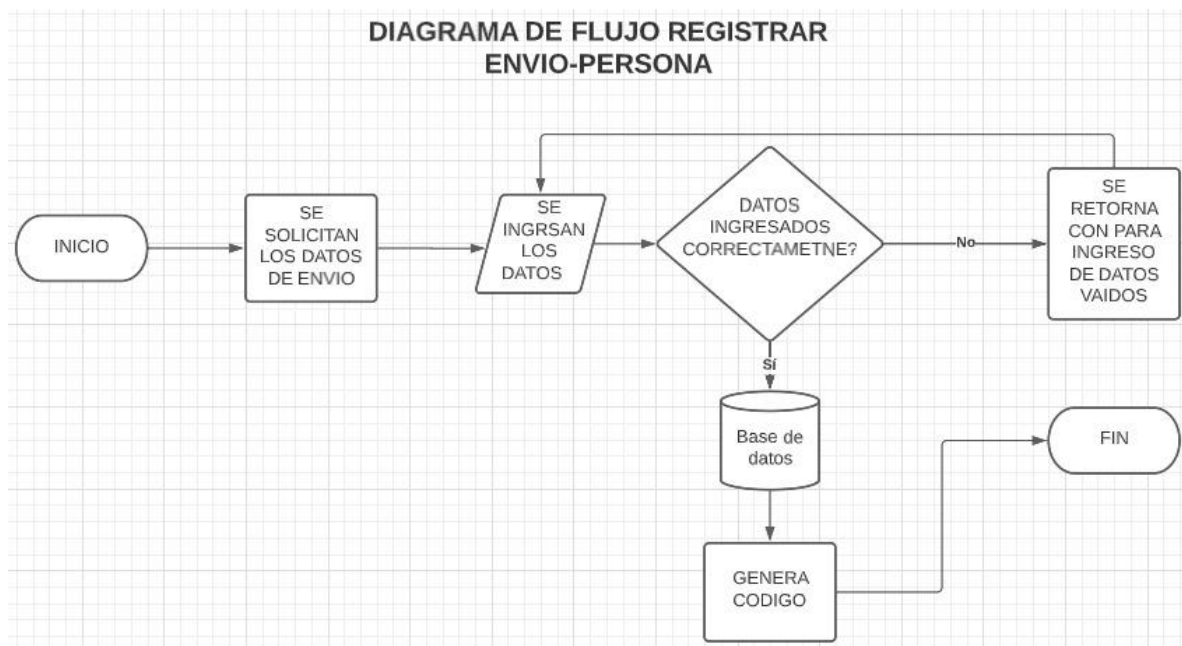 DIAGRAMA DE FLUJO REGISTRAR
ENVIO-PERSONA
INICIO
SE
SOLICITAN
LOS DATOS
DE ENVIO
SE
INGRSAN
LOS
DATOS
DATOS
INGRESADOS
CORRECTAMETNE?
No
SE
RETORNA
CON PARA
INGRESO
DE DATOS
VAIDOS
Sí
Base de
datos
FIN
GENERA
CODIGO